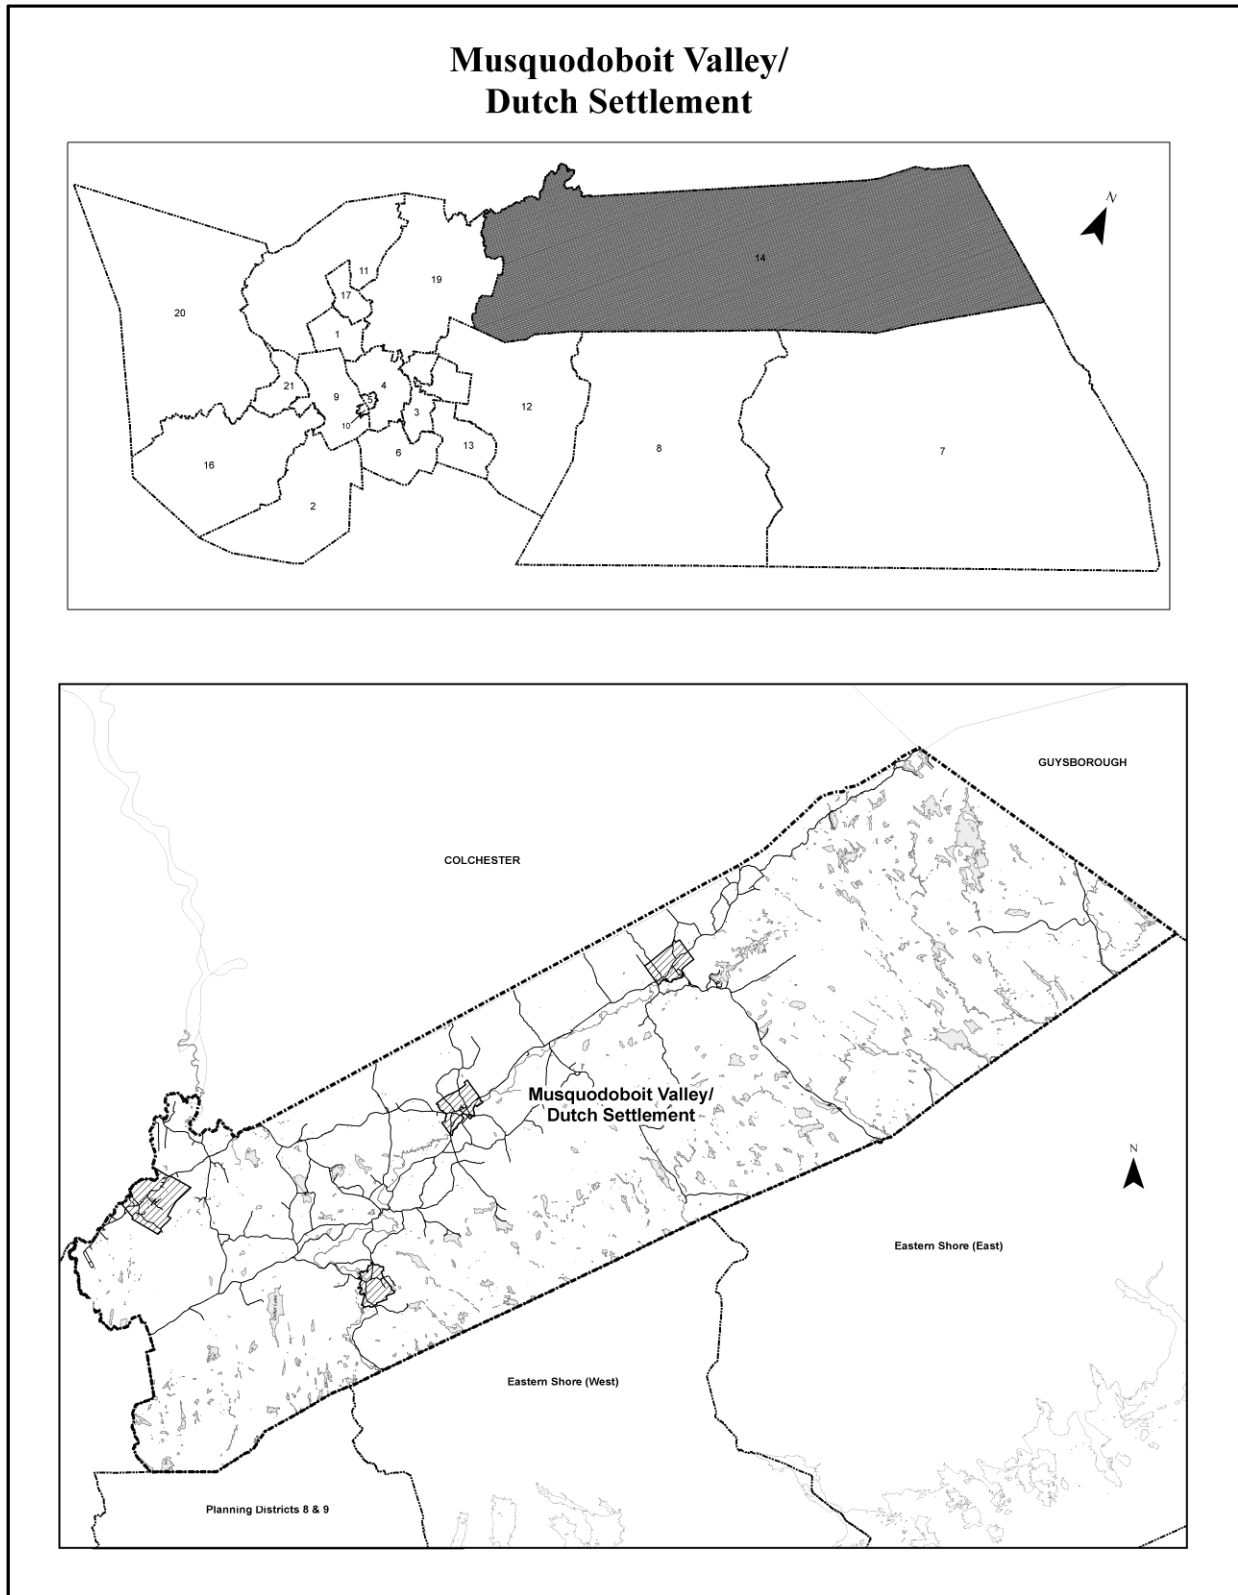 Musquodoboit Valley/
Dutch Settlement
N
14
11
19
17
20
1
21
4
9
5
12
3
10
13
8
7
6
16
2
GUYSBOROUGH
COLCHESTER
Musquodoboit Valley/
Dutch Settlement
N
Eastern Shore (East)
Eastern Shore (West)
Planning Districts 8 & 9